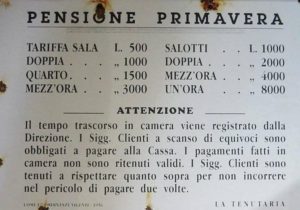 PENSIONE PRIMAVERA
TARIFFA SALA L. 500 SALOTTI . . L. 1000
DOPPIA . . „ 1000 DOPPIA . . „ 2000
QUARTO . . „ 1500 MEZZ'ORA . „ 4000
MEZZ'ORA . „ 3000 UN'ORA . „ 8000
ATTENZIONE
Il tempo trascorso in camera viene registrato dalla
Direzione. I Sigg. Clienti a scanso di equivoci sono
obbligati a pagare alla Cassa. I pagamenti fatti in
camera non sono ritenuti validi. I Sigg. Clienti sono
tenuti a rispettare quanto sopra per non incorrere
nel pericolo di pagare due volte.
LA TENUTARIA